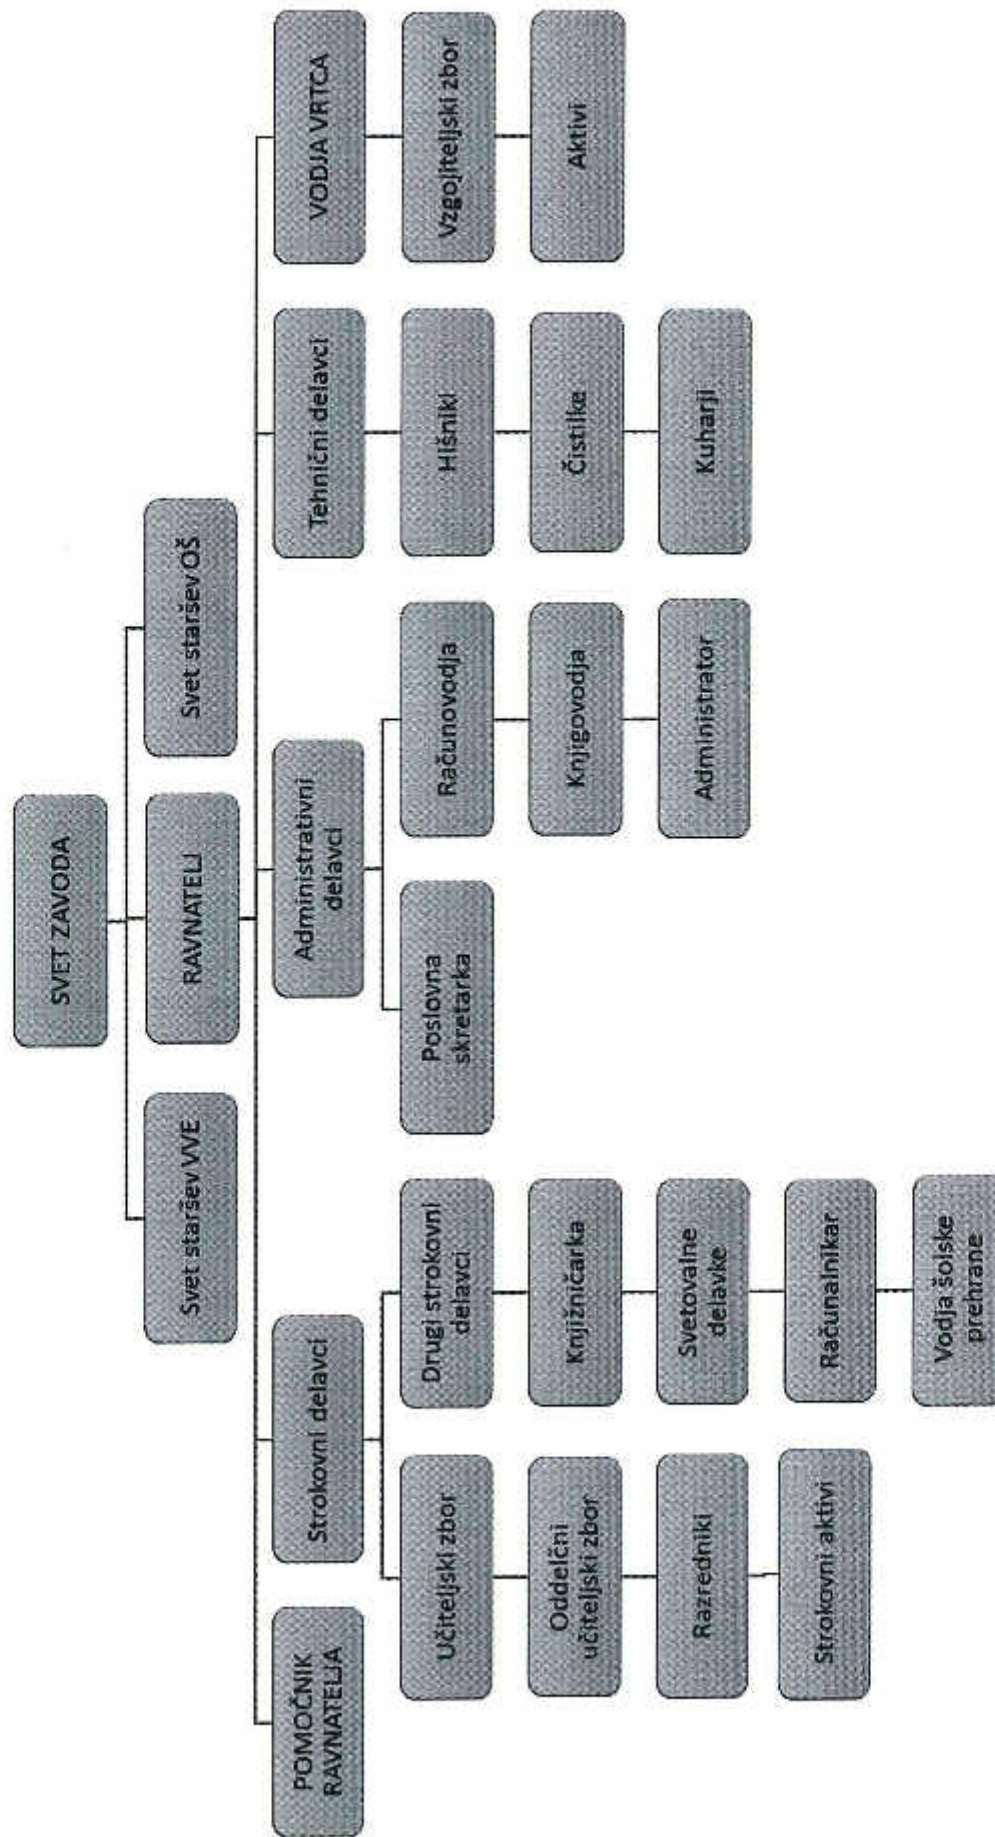 SVET ZAVODA
Svet staršev VVE
RAVNATELJ
Svet staršev OŠ
POMOČNIK
RAVNATELJA
Strokovni delavci
Administrativni
delavci
Tehnični delavci
VODJA VRTCA
Učiteljski zbor
Oddelčni
učiteljski zbor
Razredniki
Strokovni aktivi
Drugi strokovni
delavci
Knjižničarka
Svetovalne
delavke
Računalnikar
Vodja šolske
prehrane
Poslovna
skretarka
Računovodja
Knjigovodja
Administrator
Hišniki
Čistilke
Kuharji
Vzgojiteljski zbor
Aktivi